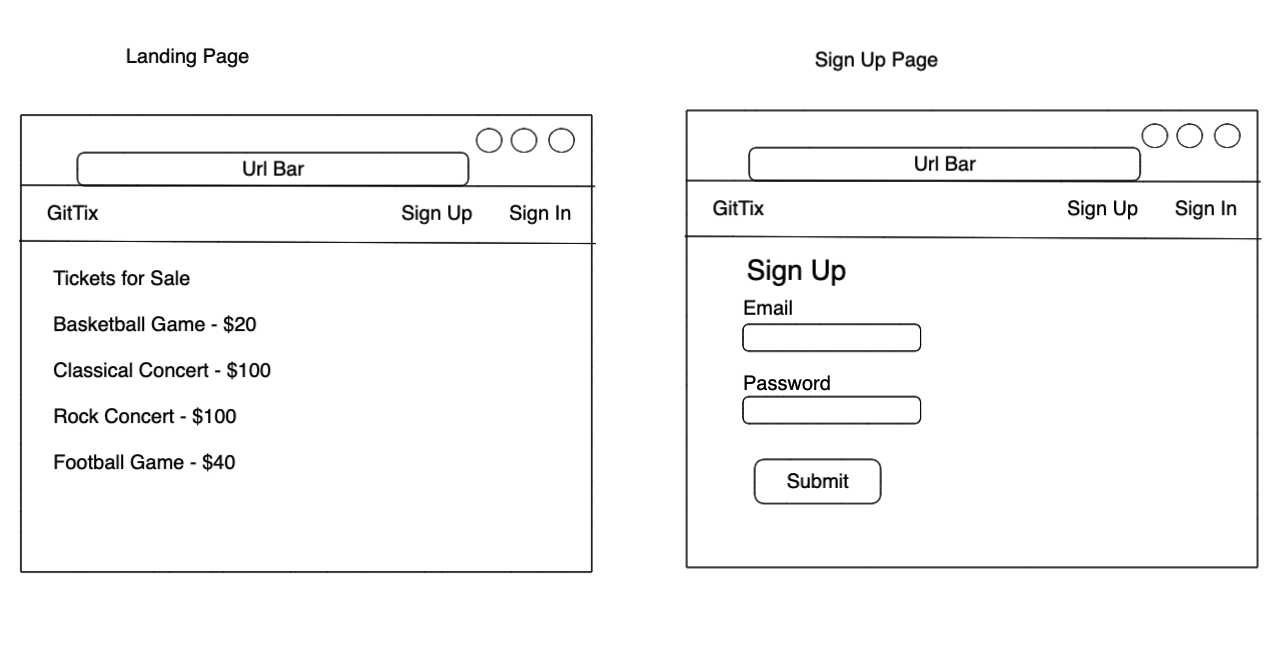 Landing Page
Url Bar
GitTix Sign Up Sign In
Tickets for Sale
Basketball Game - $20
Classical Concert - $100
Rock Concert - $100
Football Game - $40
Sign Up Page
Url Bar
GitTix Sign Up Sign In
Sign Up
Email
Password
Submit